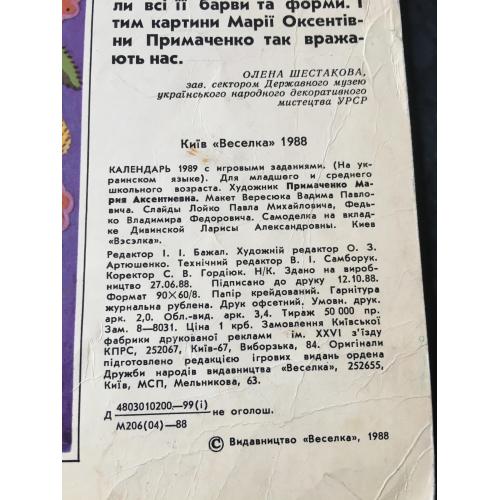 ли всі її барви та форми. І
тим картини Марії Оксентів-
ни Примаченко так вража-
ють нас.
ОЛЕНА ШЕСТАКОВА,
зав. сектором Державного музею
українського народного декоративного
мистецтва УРСР
Київ «Веселка» 1988
КАЛЕНДАРЬ 1989 с игровыми заданиями. (На ук-
раинском языке). Для младшего и среднего
школьного возраста. Художник Примаченко Ма-
рия Аксентиевна. Макет Вересюка Вадима Павло-
вича. Слайды Лойко Павла Михайловича, Федь-
ко Владимира Федоровича. Самоделка на вклад-
ке Дивинской Ларисы Александровны. Киев
«Вэсэлка»
Редактор І. І. Бажал. Художній редактор О. З.
Артюшенко. Технічний редактор В. І. Самборук.
Коректор С. В. Гордіюк. Н/К. Здано на вироб-
ництво 27.06.88. Підписано до друку 12.10.88.
Формат 90X60/8. Папір крейдований. Гарнітура
журнальна рублена. Друк офсетний. Умовн. друк.
арк. 2,0. Обл.-вид. арк. 3,4. Тираж 50 000 пр.
Зам. 8—8031. Ціна 1 крб. Замовлення Київської
фабрики друкованої реклами ім. XXVI з'їзду
КПРС, 252067, Київ-67, Виборзька, 84. Оригінали
підготовлено редакцією ігрових видань ордена
Дружби народів видавництва «Веселка», 252655,
Київ, МСП, Мельникова, 63.
Д 4803010200—99(і) не оголош.
М206(04)—88
© Видавництво «Веселка», 1988